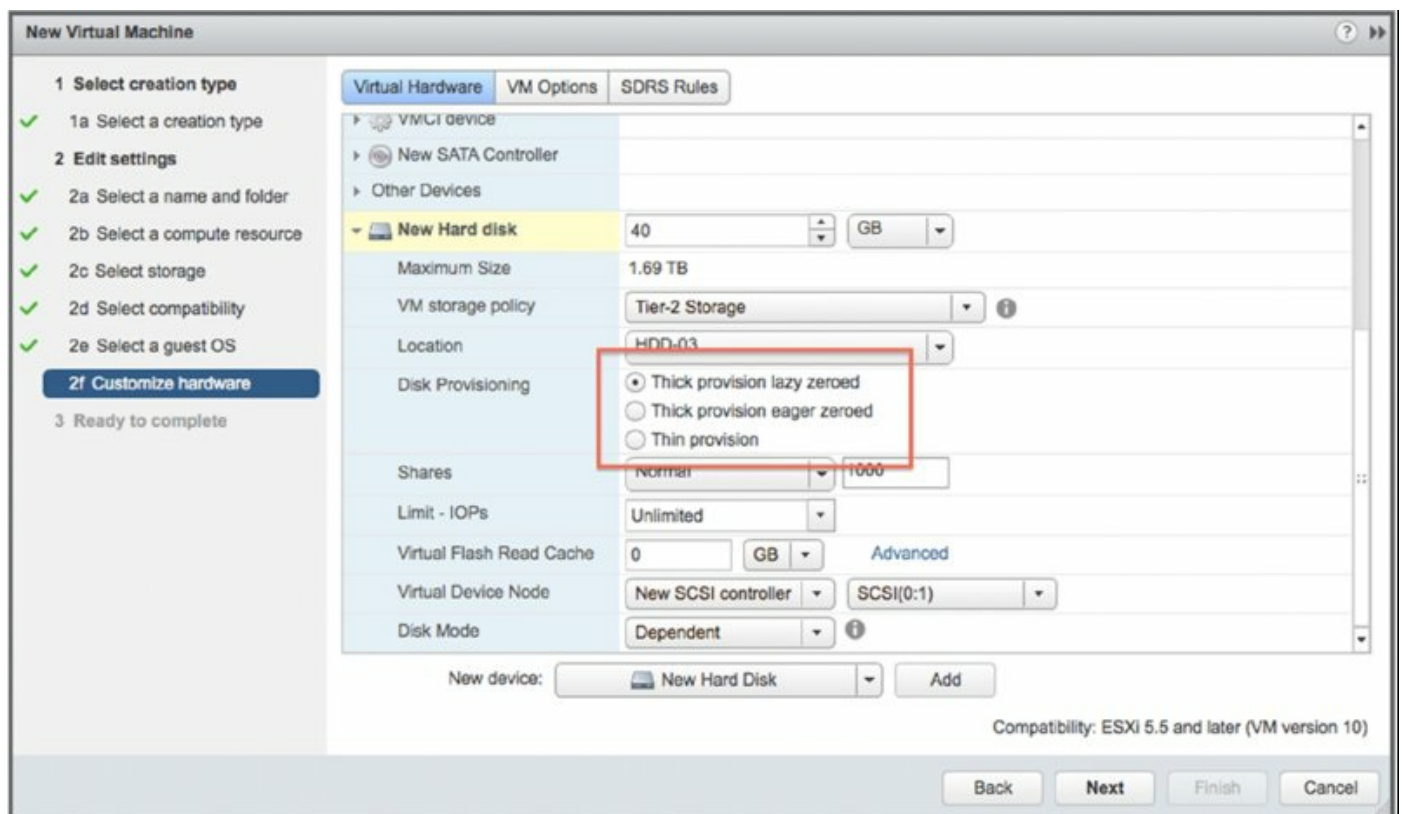 New Virtual Machine
1 Select creation type
1a Select a creation type
2 Edit settings
2a Select a name and folder
2b Select a compute resource
2c Select storage
2d Select compatibility
2e Select a guest OS
2f Customize hardware
3 Ready to complete
Virtual Hardware VM Options SDRS Rules
VMCI device
New SATA Controller
Other Devices
New Hard disk 40 GB
Maximum Size 1.69 TB
VM storage policy Tier-2 Storage
Location HDD-03
Disk Provisioning Thick provision lazy zeroed
Thick provision eager zeroed
Thin provision
Shares Normal 1000
Limit - IOPs Unlimited
Virtual Flash Read Cache 0 GB Advanced
Virtual Device Node New SCSI controller SCSI(0:1)
Disk Mode Dependent
New device: New Hard Disk Add
Compatibility: ESXi 5.5 and later (VM version 10)
Back Next Finish Cancel